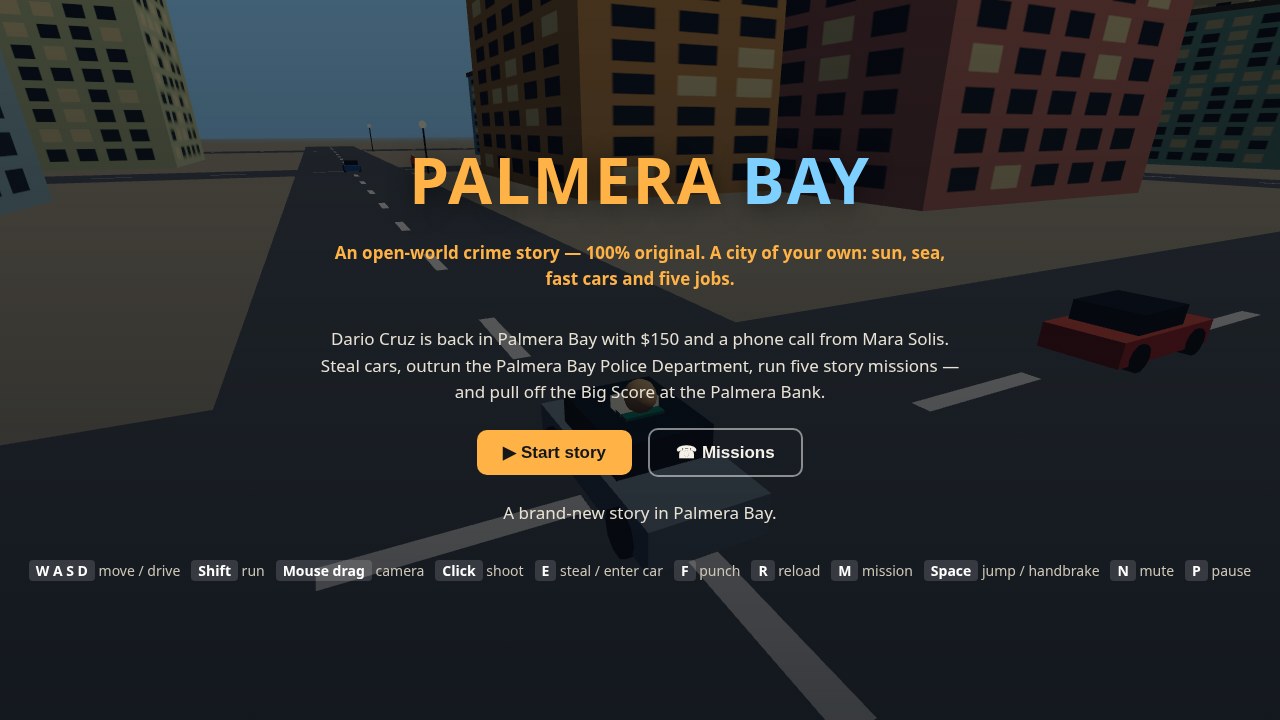 PALMERA BAY
An open-world crime story — 100% original. A city of your own: sun, sea,
fast cars and five jobs.
Dario Cruz is back in Palmera Bay with $150 and a phone call from Mara Solis.
Steal cars, outrun the Palmera Bay Police Department, run five story missions —
and pull off the Big Score at the Palmera Bank.
▶ Start story ☎ Missions
A brand-new story in Palmera Bay.
W A S D move / drive Shift run Mouse drag camera Click shoot E steal / enter car F punch R reload M mission Space jump / handbrake N mute P pause